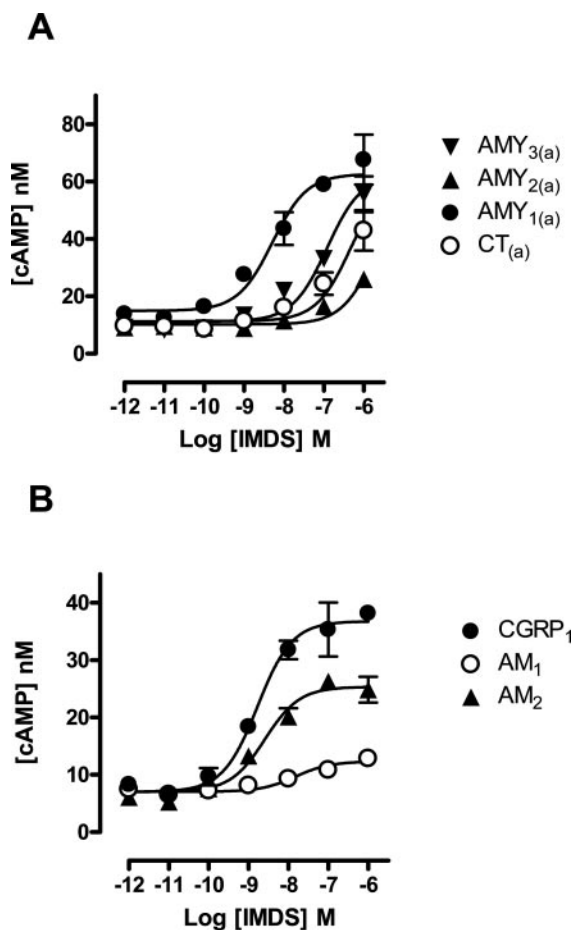 A
[cAMP] nM
80
60
40
20
0
-12 -11 -10 -9 -8 -7 -6
Log [IMDS] M
AMY3(a)
AMY2(a)
AMY1(a)
CT(a)
B
[cAMP] nM
40
30
20
10
0
-12 -11 -10 -9 -8 -7 -6
Log [IMDS] M
CGRP1
AM1
AM2